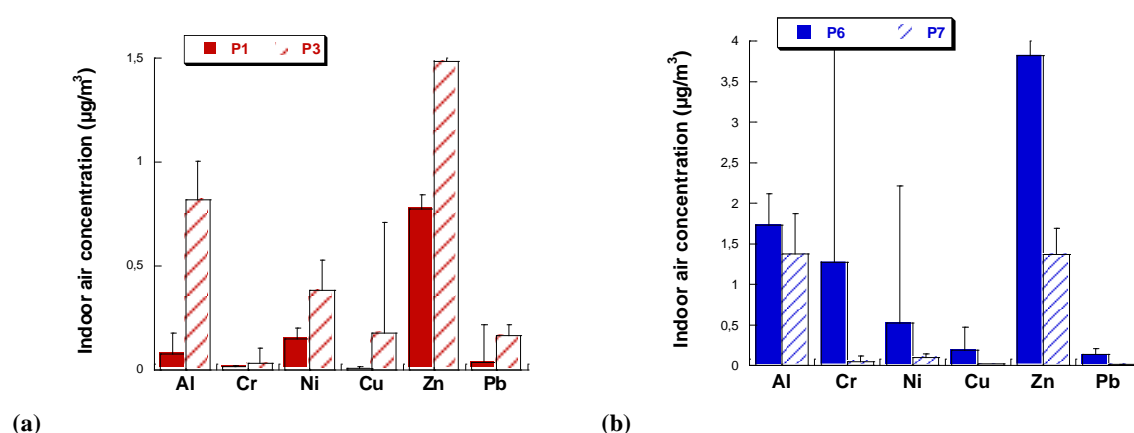 P1 P3
Indoor air concentration (µg/m³)
1,5
1
0,5
0
Al Cr Ni Cu Zn Pb
(a)
P6 P7
Indoor air concentration (µg/m³)
4
3,5
3
2,5
2
1,5
1
0,5
0
Al Cr Ni Cu Zn Pb
(b)